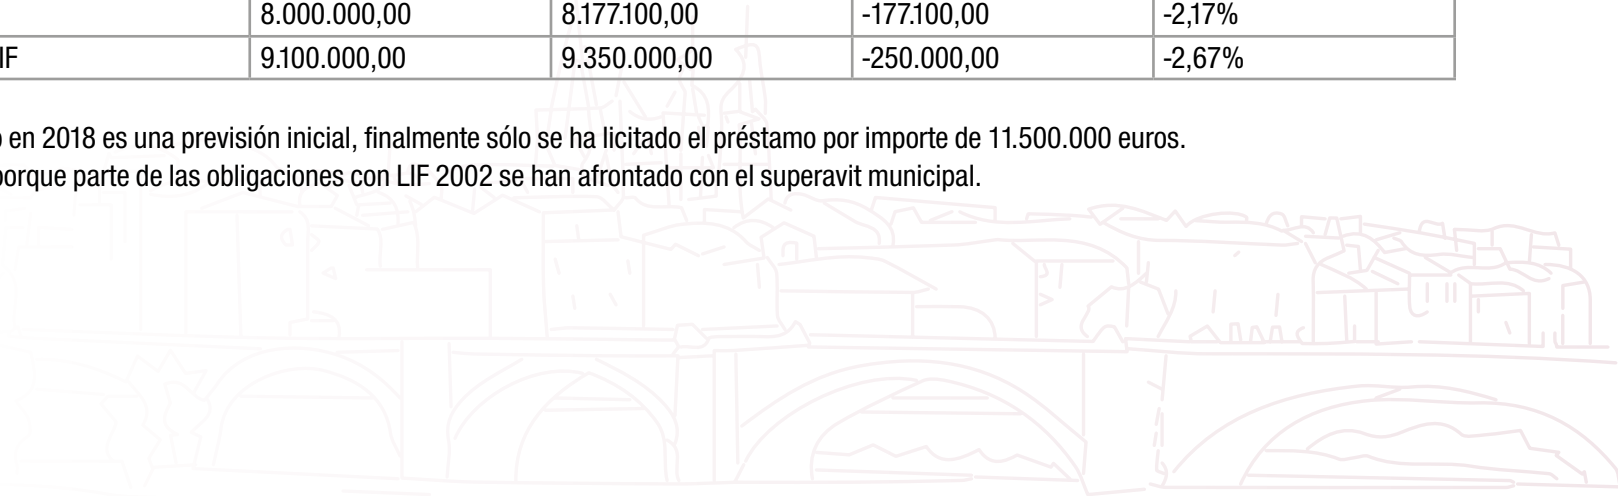 8.000.000,00 8.177.100,00 -177.100,00 -2,17%
IF 9.100.000,00 9.350.000,00 -250.000,00 -2,67%
o en 2018 es una previsión inicial, finalmente sólo se ha licitado el préstamo por importe de 11.500.000 euros.
porque parte de las obligaciones con LIF 2002 se han afrontado con el superavit municipal.